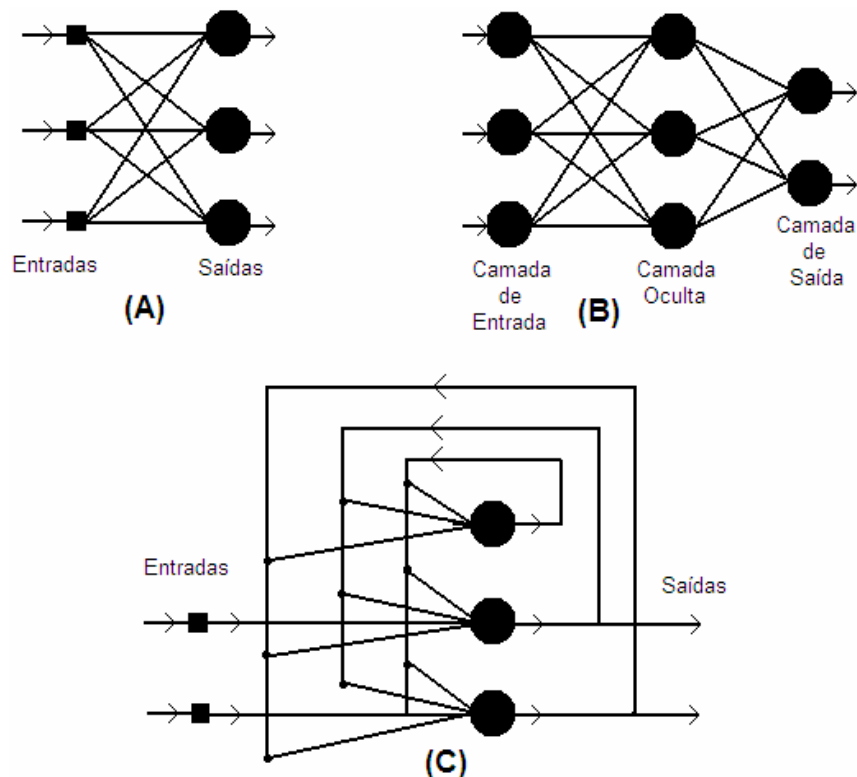 Entradas
Saídas
(A)
Camada
de
Entrada
Camada
Oculta
Camada
de
Saída
(B)
Entradas
Saídas
(C)